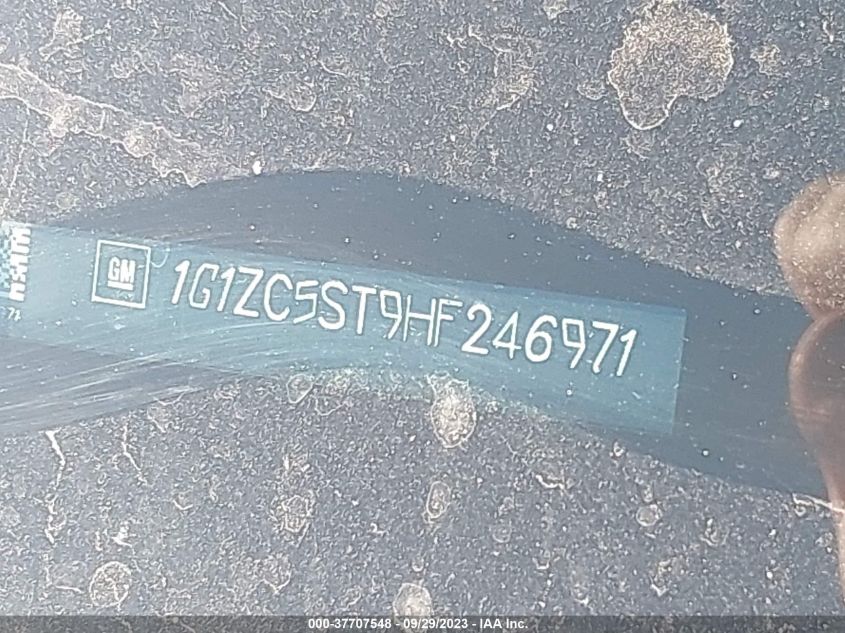 GM 1G1ZC5ST9HF246971
000-37707548 - 09/29/2023 - IAA Inc.